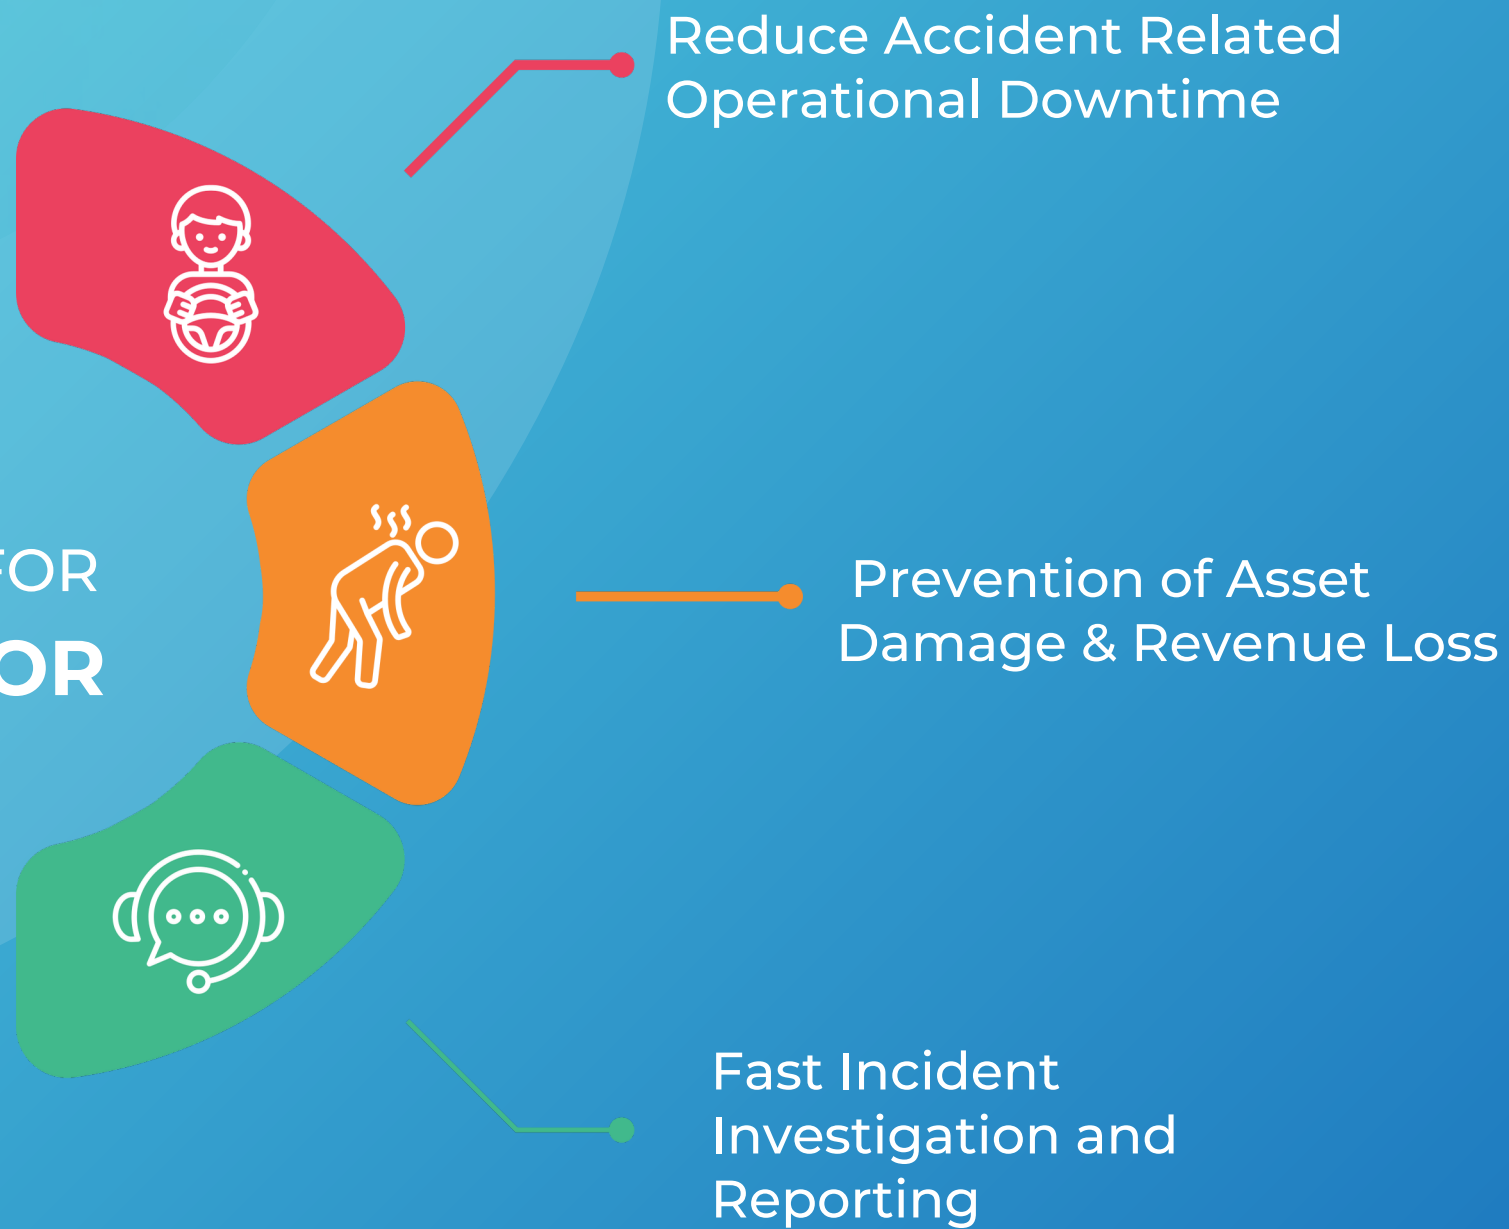 Reduce Accident Related
Operational Downtime
FOR
OR
Prevention of Asset
Damage & Revenue Loss
Fast Incident
Investigation and
Reporting